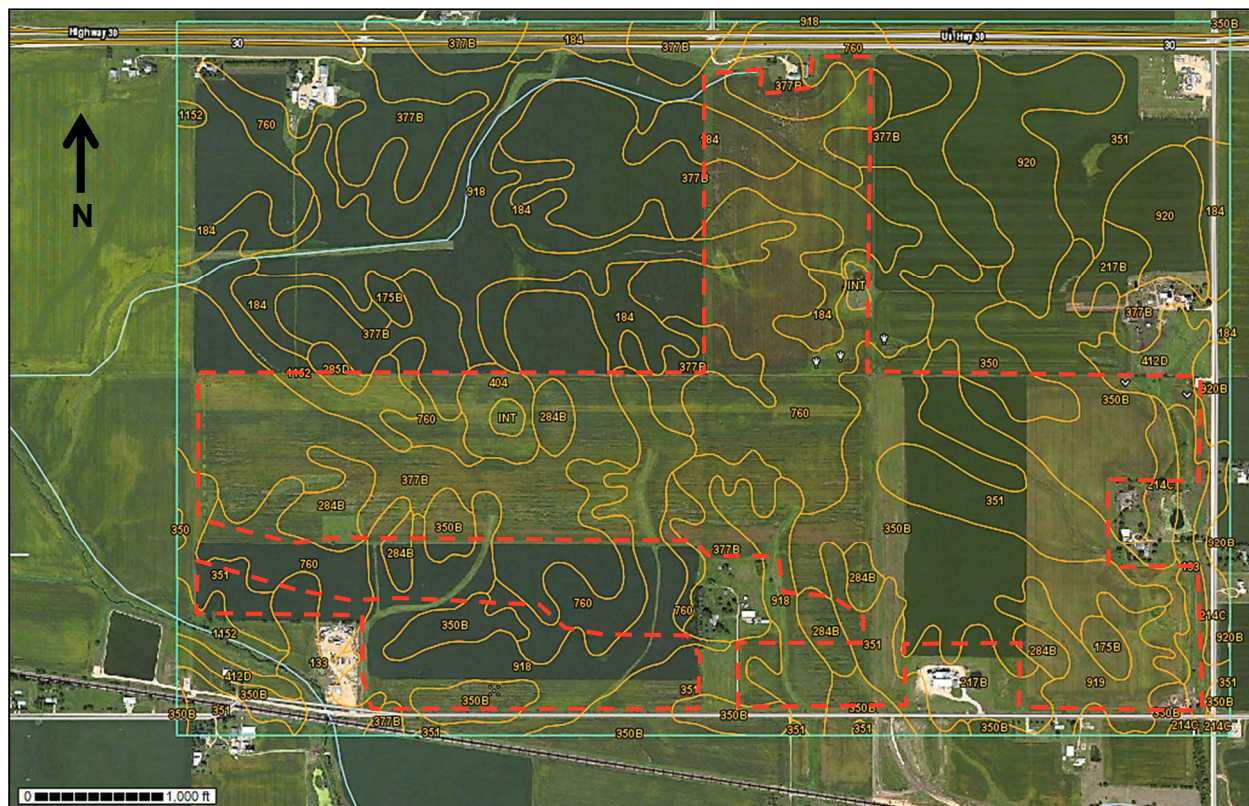 918
350B
Highway 30
184
Us Hwy 30
30
377B
377B
760
30
377B
1152
377B
760
184
377B
351
920
N
377B
918
184
184
920
184
184
217B
INT
175B
377B
184
184
184
377B
184
377B
412D
350
285D
377B
1152
404
350B
920B
760
INT
284B
760
377B
214C
284B
350B
351
350
350B
284B
377B
920B
193
760
284B
351
918
760
760
214C
350B
284B
1152
351
284B
175B
920B
133
918
412D
217B
919
351
350B
350B
351
350B
350B
350B
350B
351
377B
350B
351
350B
351
351
350B
214C
214C
0
1,000 ft